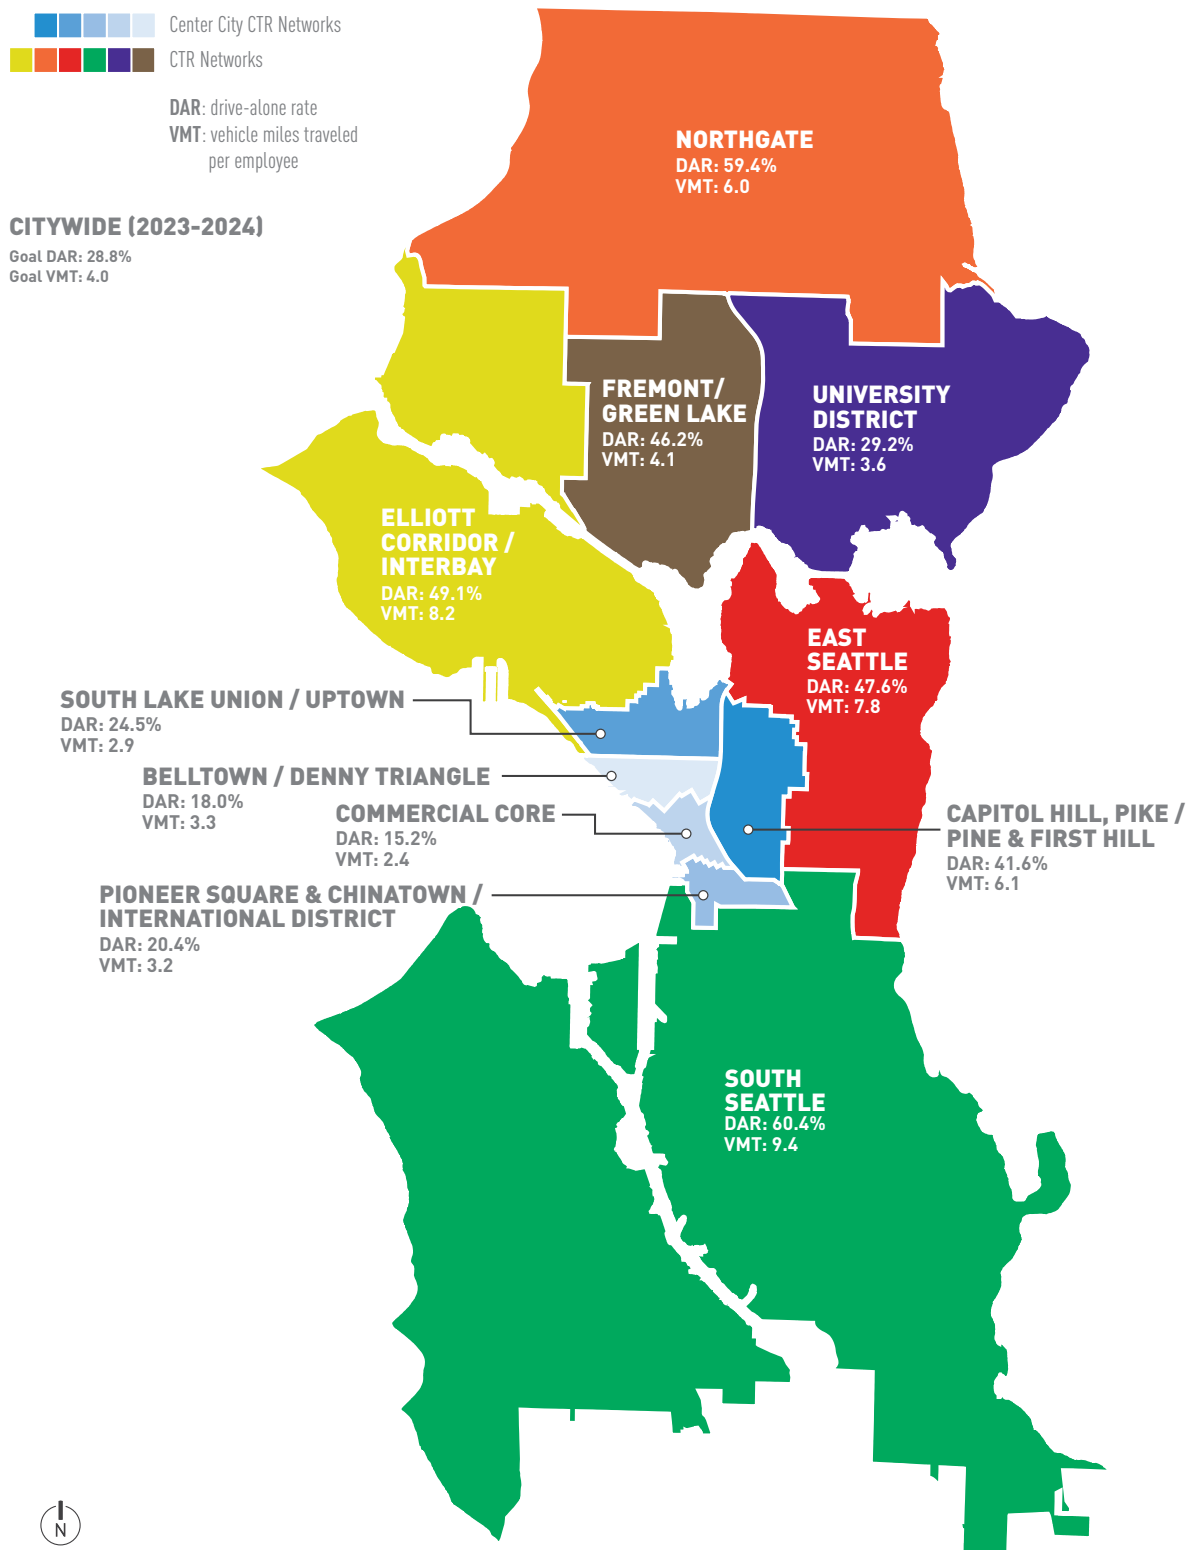 Center City CTR Networks
CTR Networks
DAR: drive-alone rate
VMT: vehicle miles traveled
per employee
CITYWIDE (2023-2024)
Goal DAR: 28.8%
Goal VMT: 4.0
NORTHGATE
DAR: 59.4%
VMT: 6.0
FREMONT/
GREEN LAKE
DAR: 46.2%
VMT: 4.1
UNIVERSITY
DISTRICT
DAR: 29.2%
VMT: 3.6
ELLIOTT
CORRIDOR /
INTERBAY
DAR: 49.1%
VMT: 8.2
EAST
SEATTLE
DAR: 47.6%
VMT: 7.8
SOUTH LAKE UNION / UPTOWN
DAR: 24.5%
VMT: 2.9
BELLTOWN / DENNY TRIANGLE
DAR: 18.0%
VMT: 3.3
COMMERCIAL CORE
DAR: 15.2%
VMT: 2.4
CAPITOL HILL, PIKE /
PINE & FIRST HILL
DAR: 41.6%
VMT: 6.1
PIONEER SQUARE & CHINATOWN /
INTERNATIONAL DISTRICT
DAR: 20.4%
VMT: 3.2
SOUTH
SEATTLE
DAR: 60.4%
VMT: 9.4
N